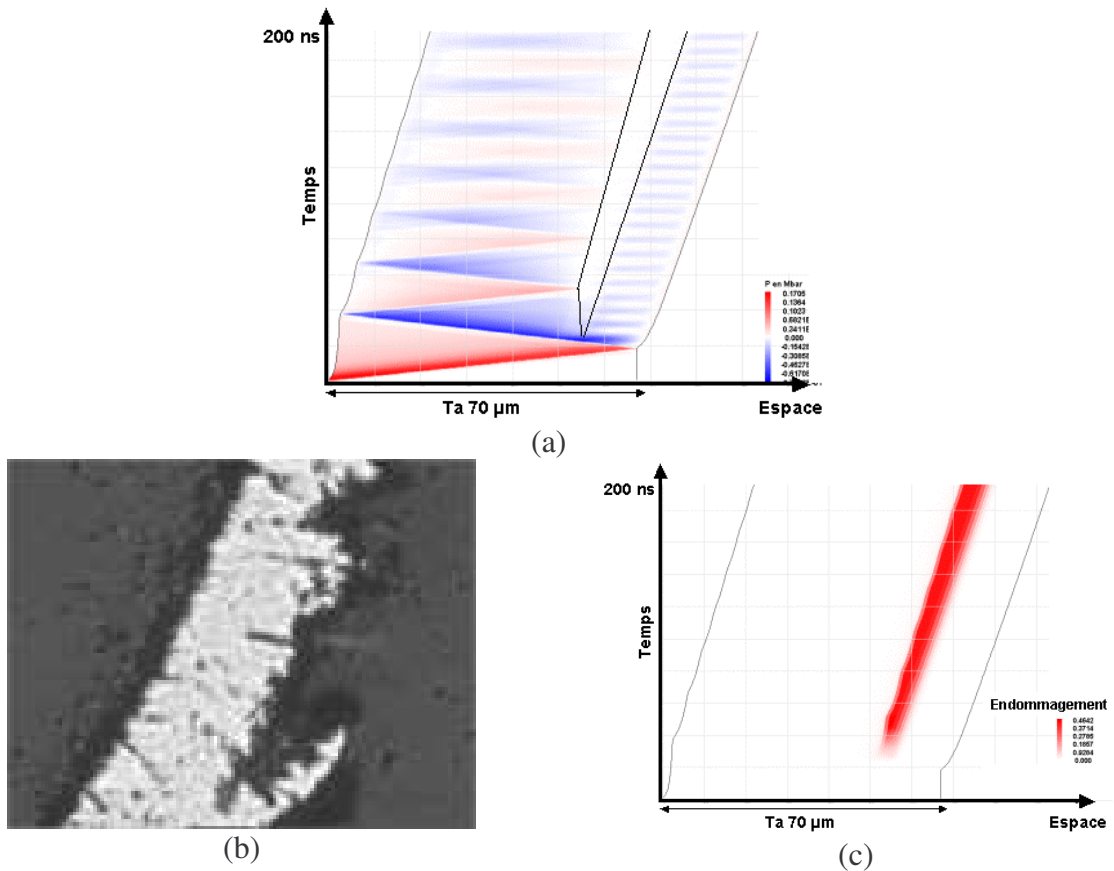 200 ns
Temps
P en Mbar
0.1705
0.1364
0.1023
0.000
Ta 70 µm
Espace
(a)
200 ns
Temps
Endommagement
0.4642
0.3714
0.2785
0.1857
0.000
Ta 70 µm
Espace
(b)
(c)